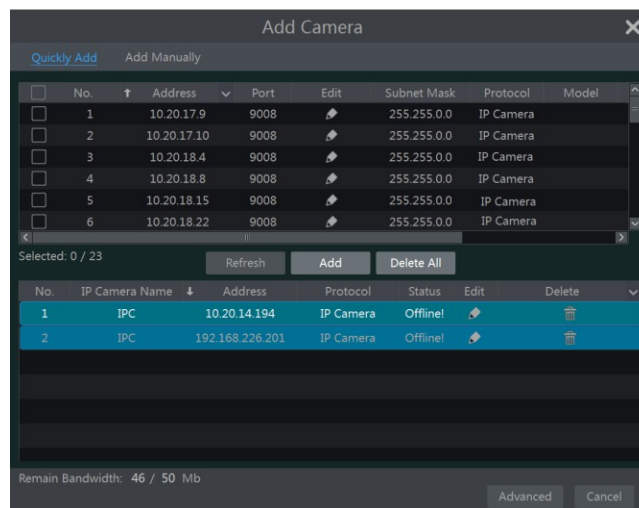 Add Camera
Quickly Add Add Manually
No. Address Port Edit Subnet Mask Protocol Model
1 10.20.17.9 9008 255.255.0.0 IP Camera
2 10.20.17.10 9008 255.255.0.0 IP Camera
3 10.20.18.4 9008 255.255.0.0 IP Camera
4 10.20.18.8 9008 255.255.0.0 IP Camera
5 10.20.18.15 9008 255.255.0.0 IP Camera
6 10.20.18.22 9008 255.255.0.0 IP Camera
Selected: 0 / 23 Refresh Add Delete All
No. IP Camera Name Address Protocol Status Edit Delete
1 IPC 10.20.14.194 IP Camera Offline!
2 IPC 192.168.226.201 IP Camera Offline!
Remain Bandwidth: 46 / 50 Mb
Advanced Cancel